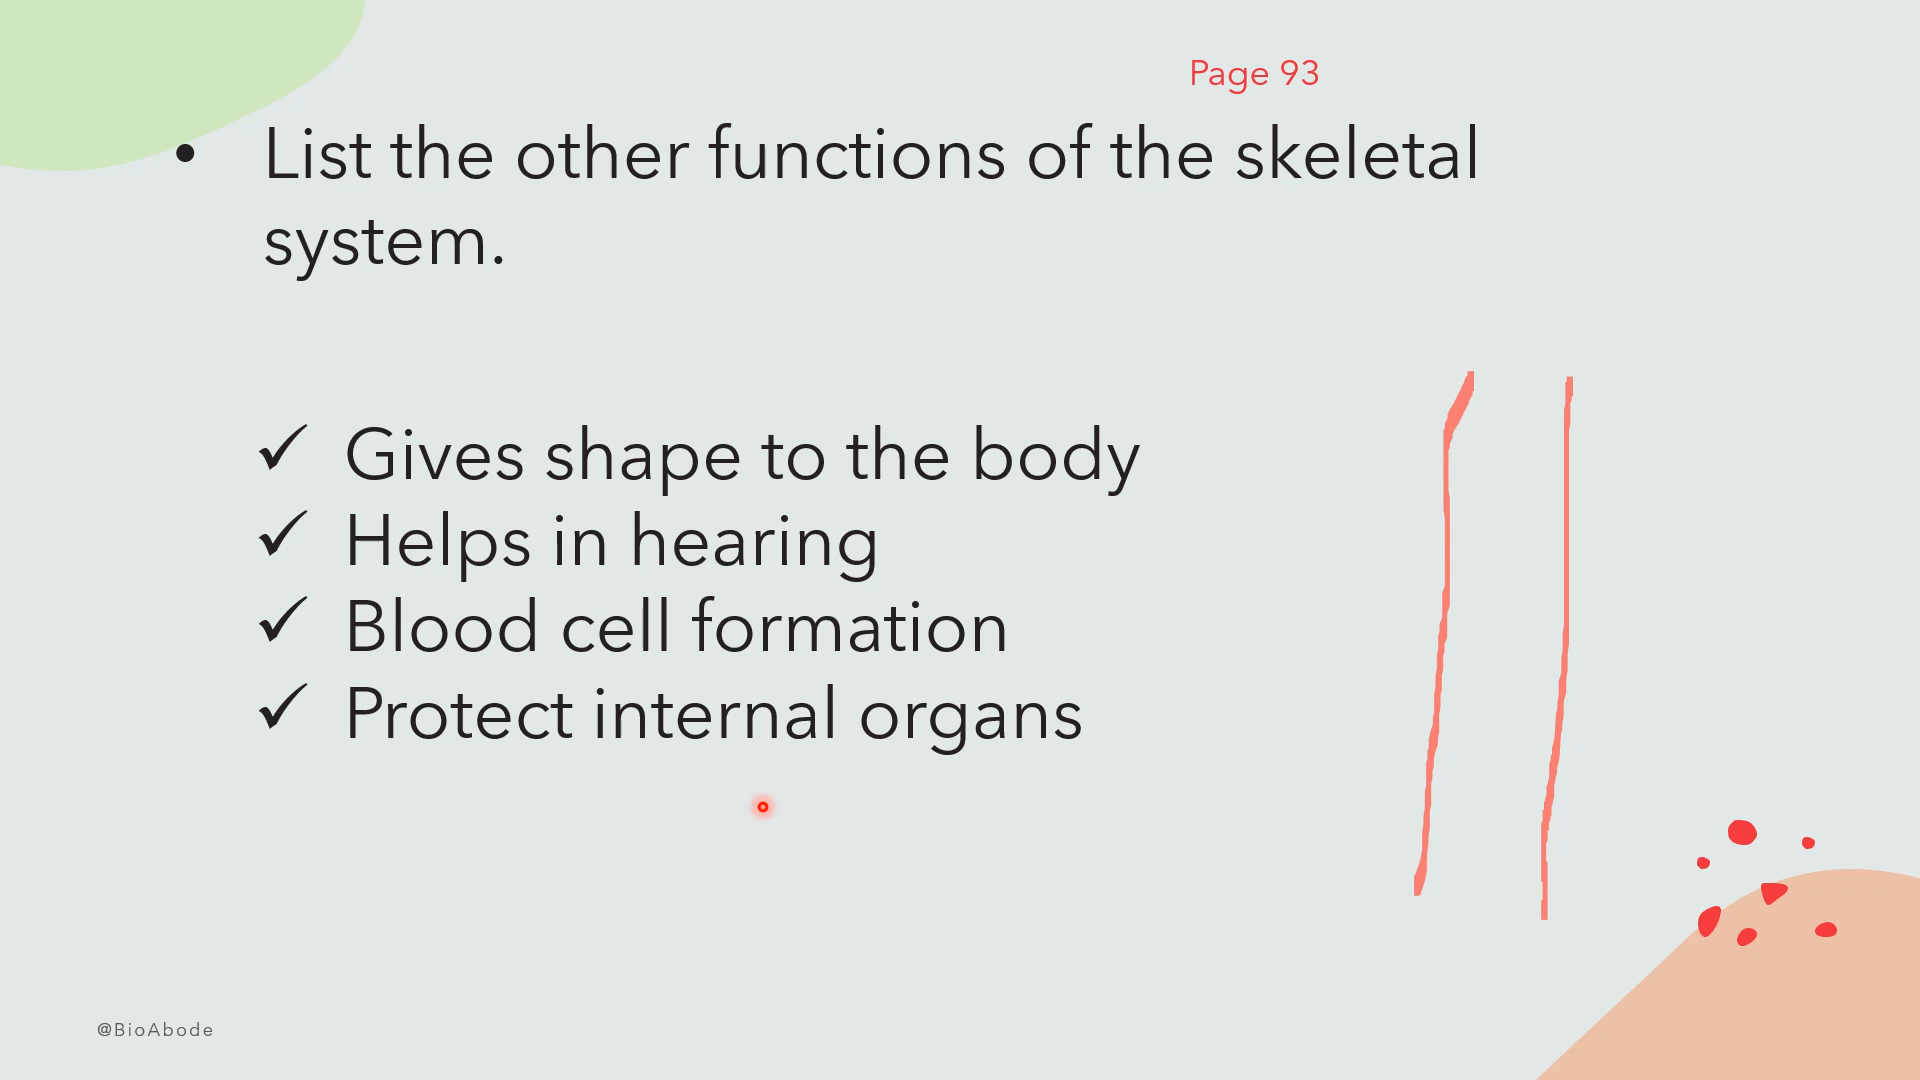 Page 93
• List the other functions of the skeletal
system.
✓ Gives shape to the body
✓ Helps in hearing
✓ Blood cell formation
✓ Protect internal organs
@BioAbode